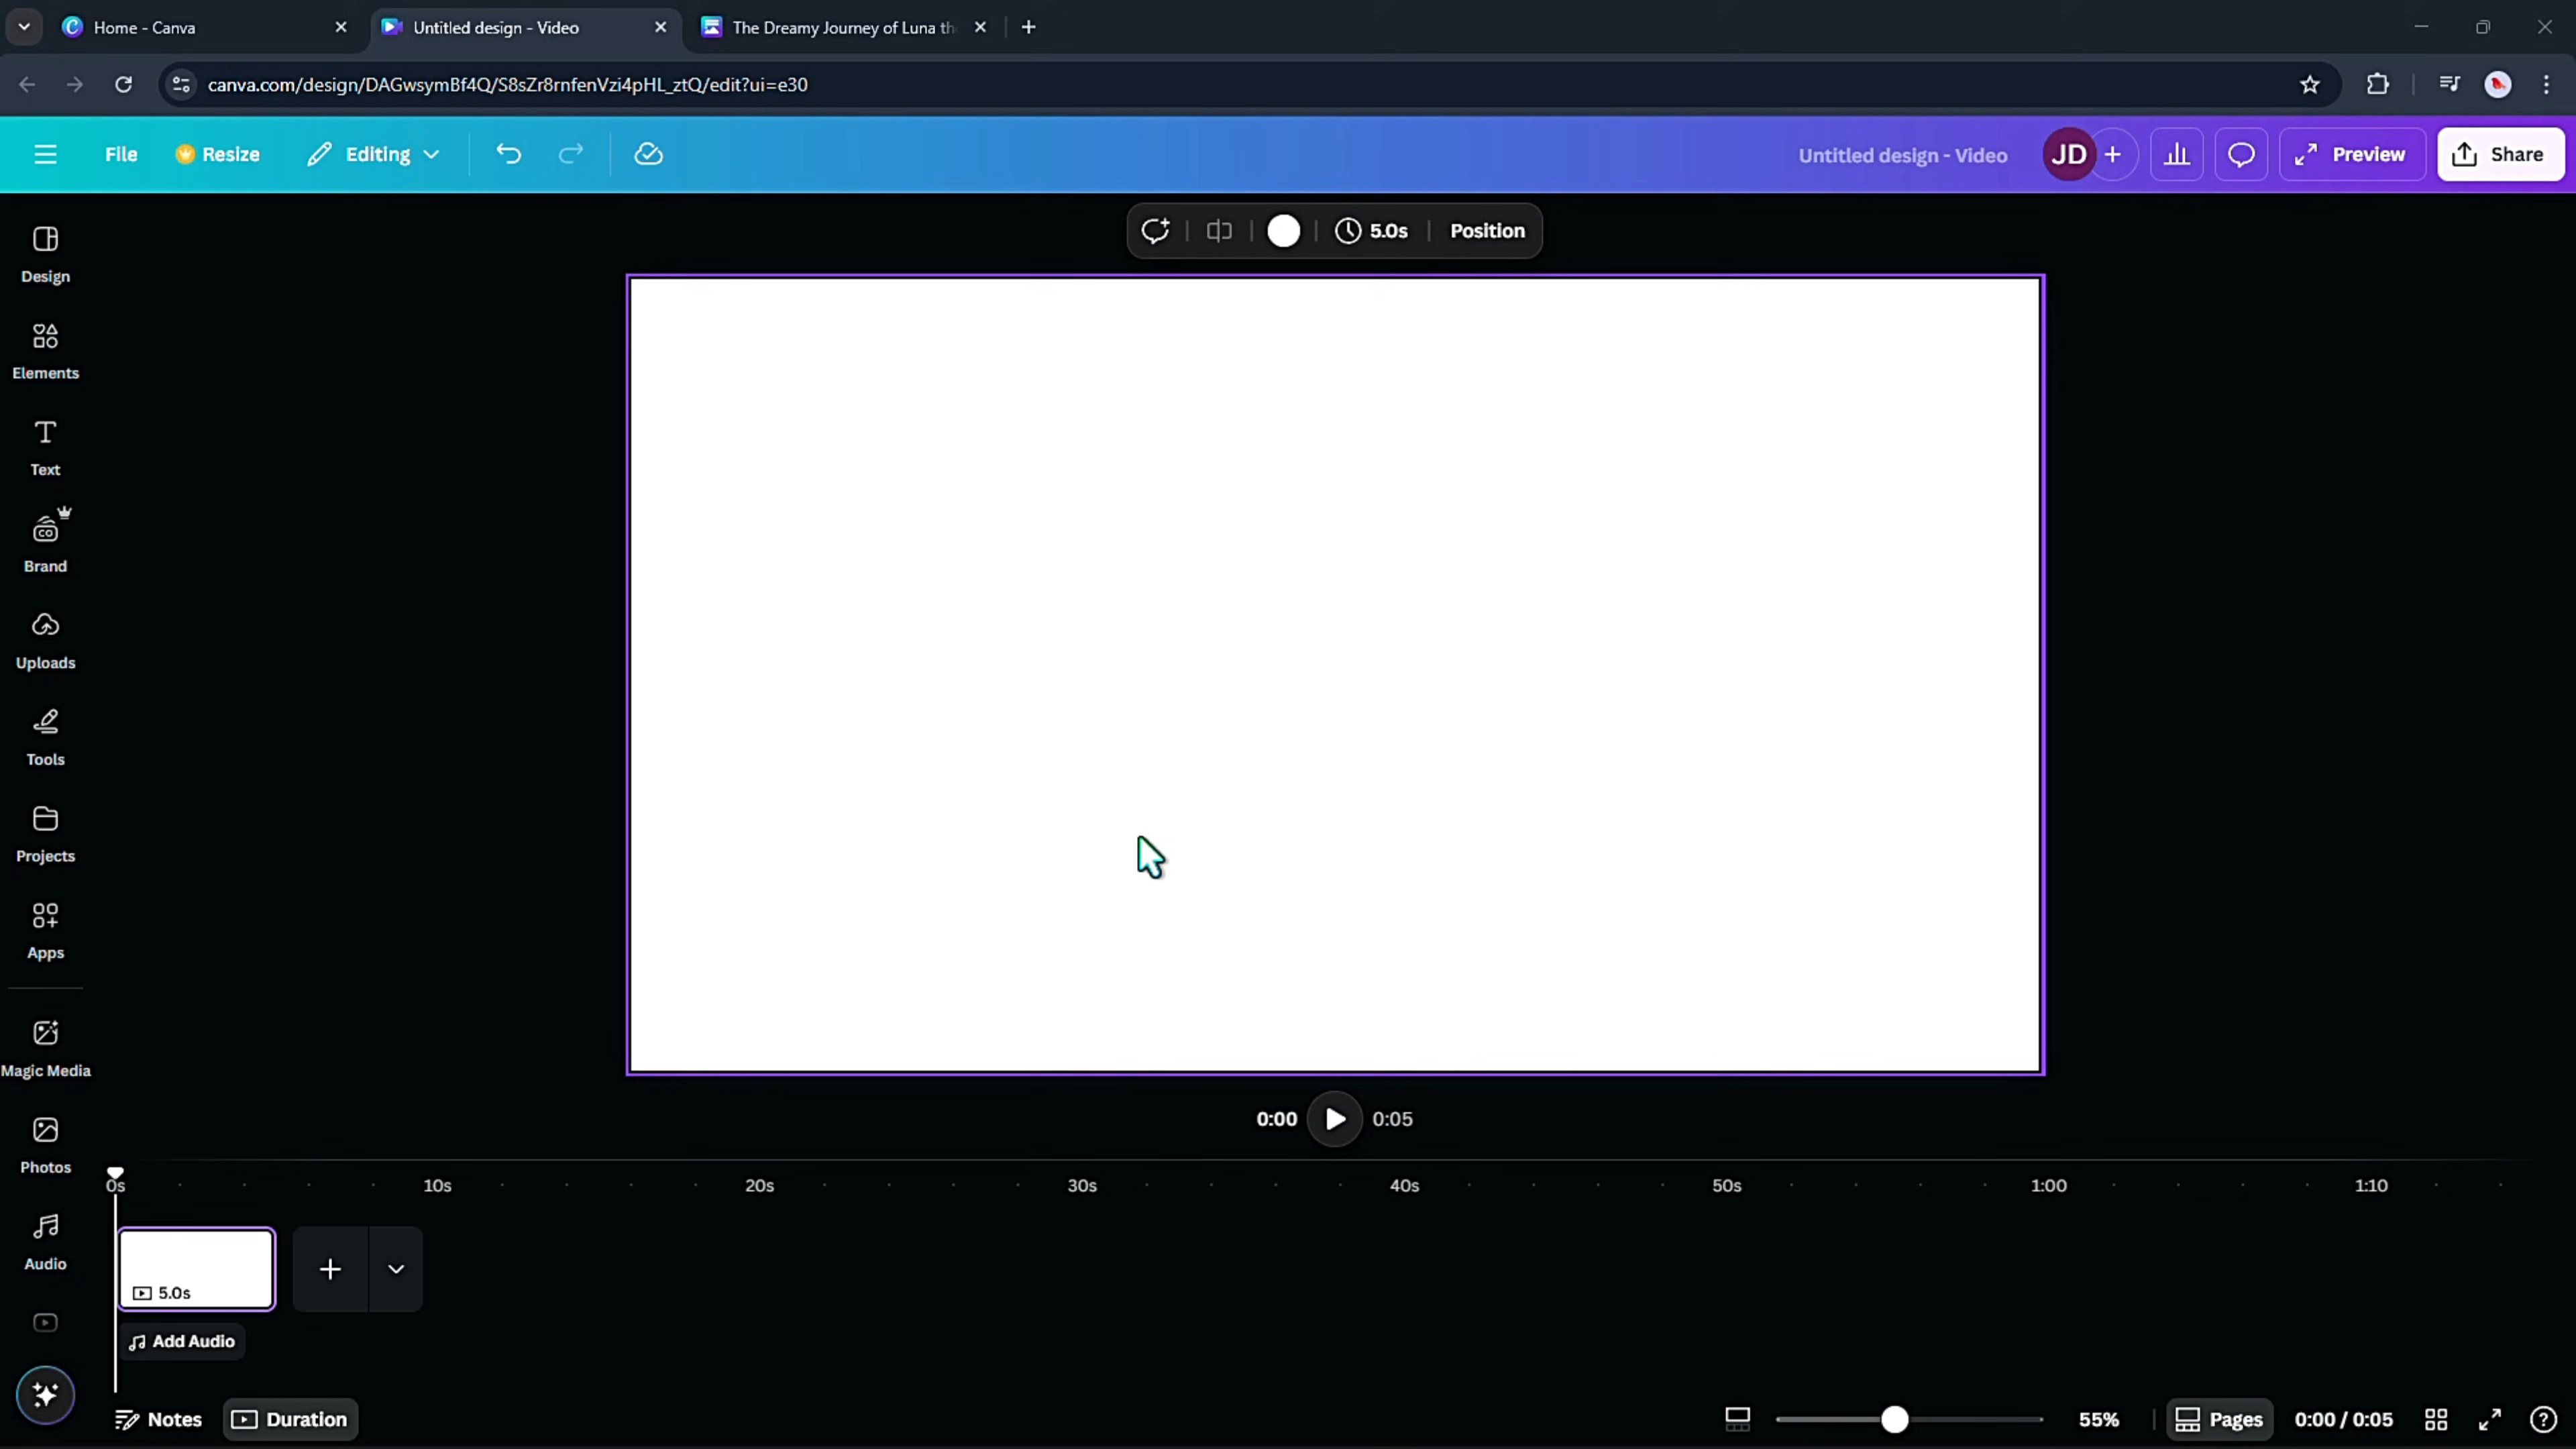 Home - Canva
Untitled design - Video
The Dreamy Journey of Luna th
canva.com/design/DAGwsymBf4Q/S8sZr8rnfenVzi4pHL_ztQ/edit?ui=e30
File
Resize
Editing
Untitled design - Video
JD
Preview
Share
5.0s
Position
Design
Elements
Text
CO
Brand
Uploads
Tools
Projects
Apps
Magic Media
Photos
Audio
0:00
0:05
0s
10s
20s
30s
40s
50s
1:00
1:10
5.0s
Add Audio
Notes
Duration
55%
Pages
0:00 / 0:05